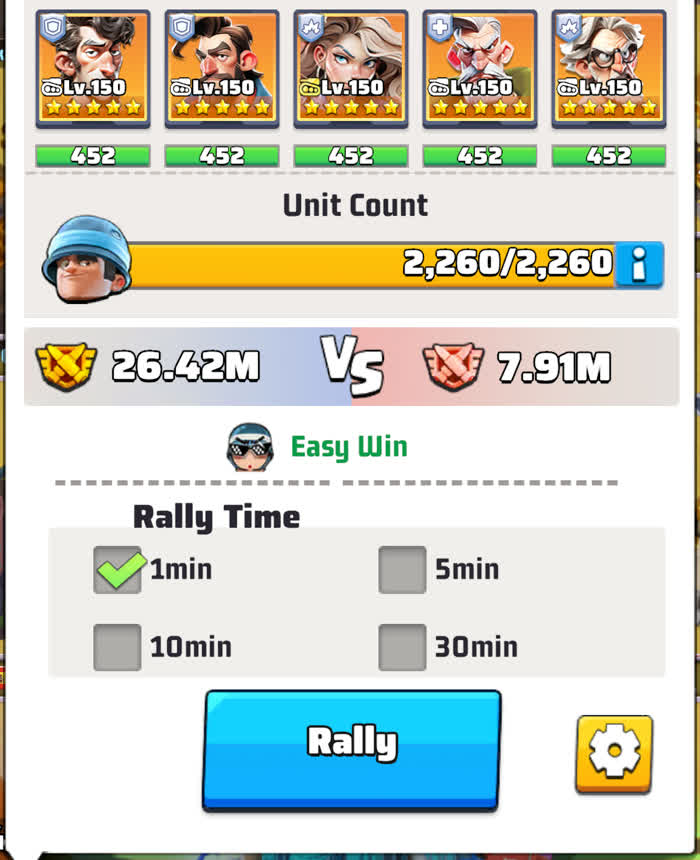 Lv.150 Lv.150 Lv.150 Lv.150 Lv.150
452 452 452 452 452
Unit Count
2,260/2,260 i
26.42M VS 7.91M
Easy Win
Rally Time
1min 5min
10min 30min
Rally